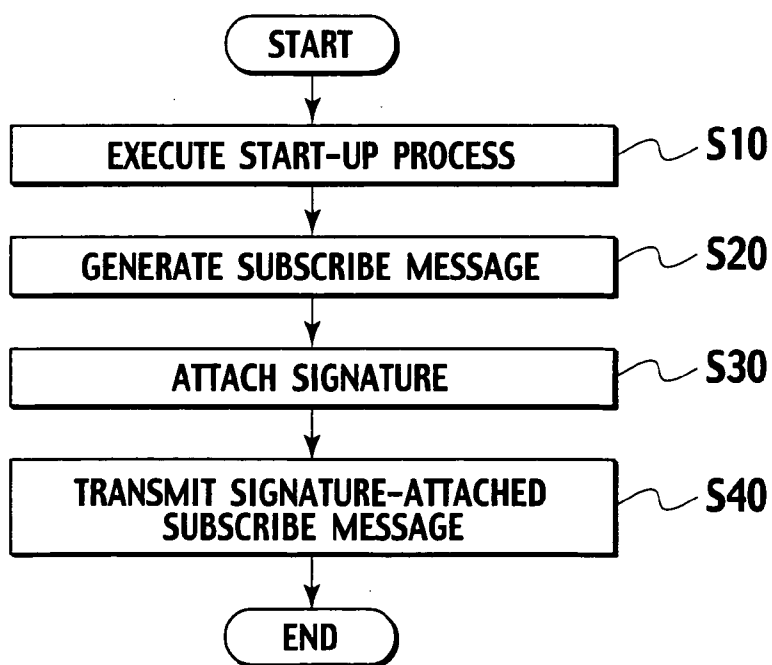 START
EXECUTE START-UP PROCESS
S10
GENERATE SUBSCRIBE MESSAGE
S20
ATTACH SIGNATURE
S30
TRANSMIT SIGNATURE-ATTACHED
SUBSCRIBE MESSAGE
S40
END